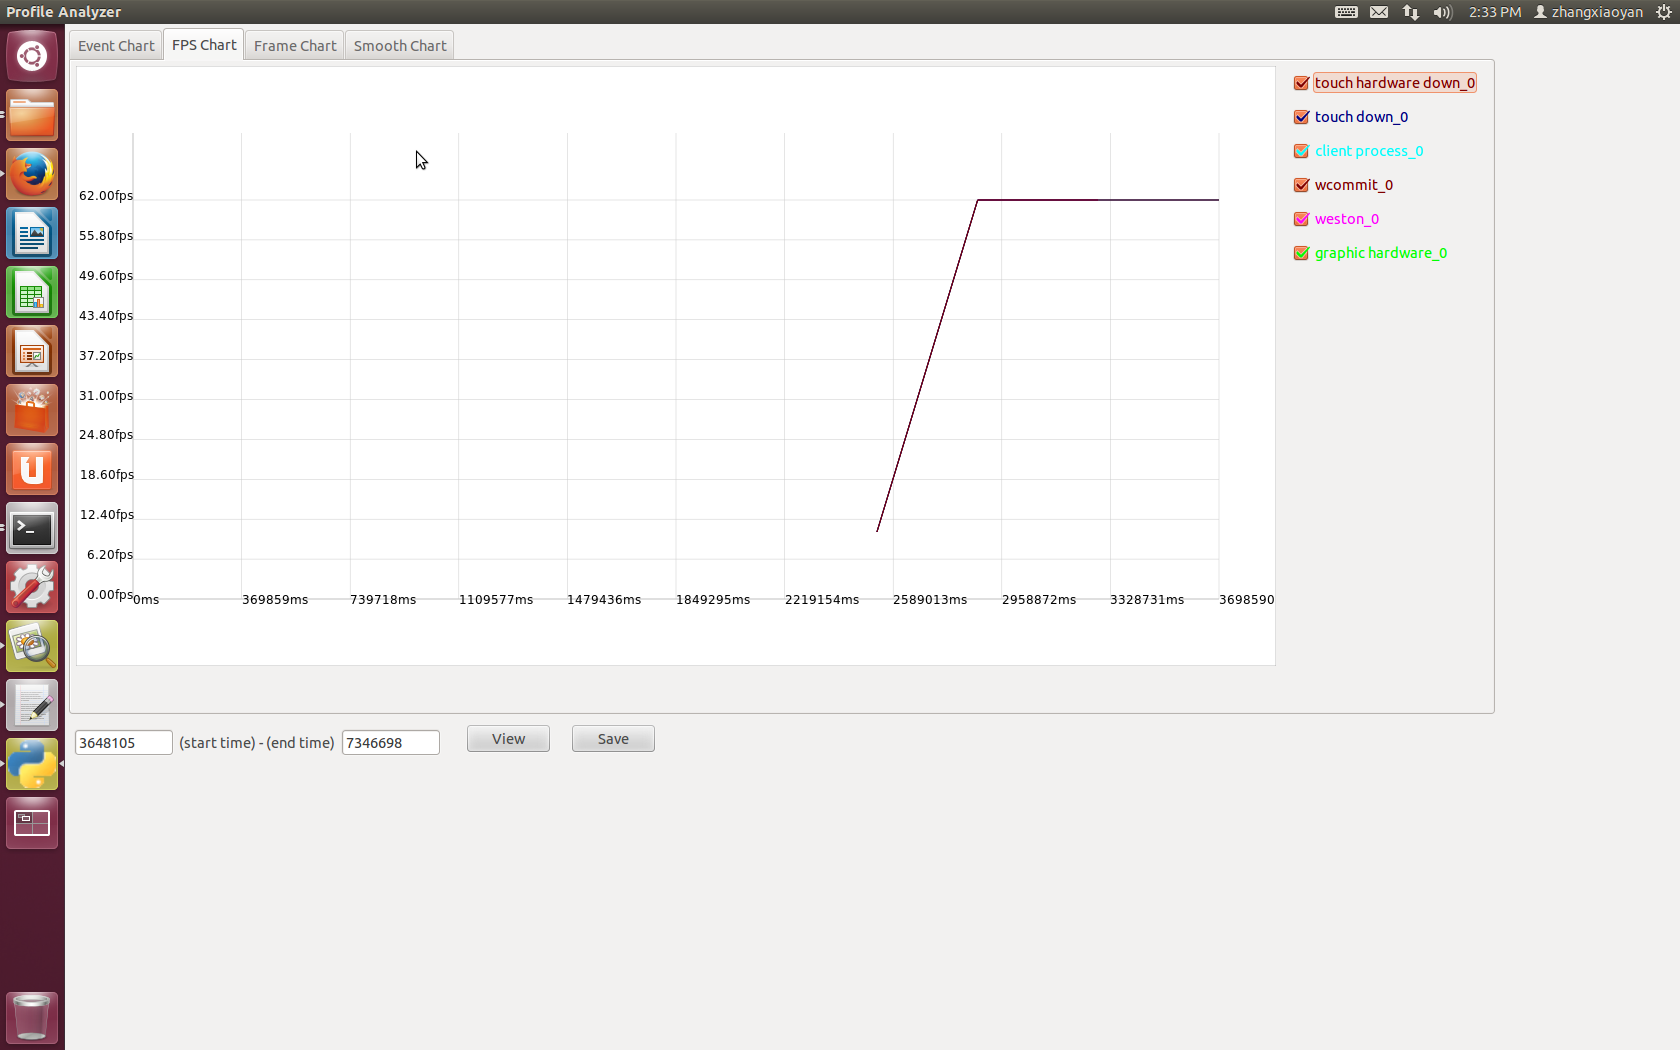 Profile Analyzer
2:33 PM zhangxiaoyan
Event Chart FPS Chart Frame Chart Smooth Chart
touch hardware down_0
touch down_0
client process_0
wcommit_0
weston_0
graphic hardware_0
62.00fps
55.80fps
49.60fps
43.40fps
37.20fps
31.00fps
24.80fps
18.60fps
12.40fps
6.20fps
0.00fps
0ms 369859ms 739718ms 1109577ms 1479436ms 1849295ms 2219154ms 2589013ms 2958872ms 3328731ms 3698590
3648105 (start time) - (end time) 7346698 View Save